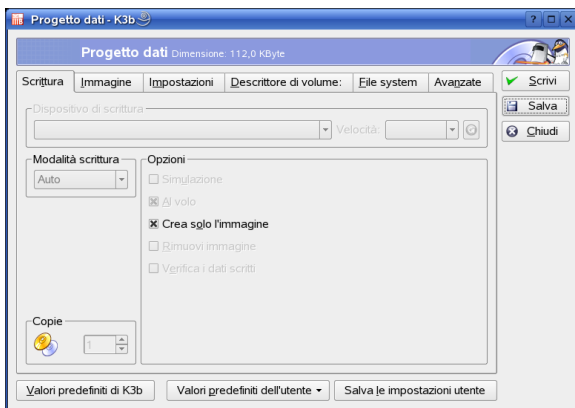 Progetto dati - K3b
Progetto dati Dimensione: 112,0 KByte
Scrittura Immagine Impostazioni Descrittore di volume: File system Avanzate
Scrivi
Salva
Chiudi
Dispositivo di scrittura
Velocità:
Modalità scrittura
Auto
Opzioni
Simulazione
Al volo
Crea solo l'immagine
Rimuovi immagine
Verifica i dati scritti
Copie
1
Valori predefiniti di K3b Valori predefiniti dell'utente Salva le impostazioni utente